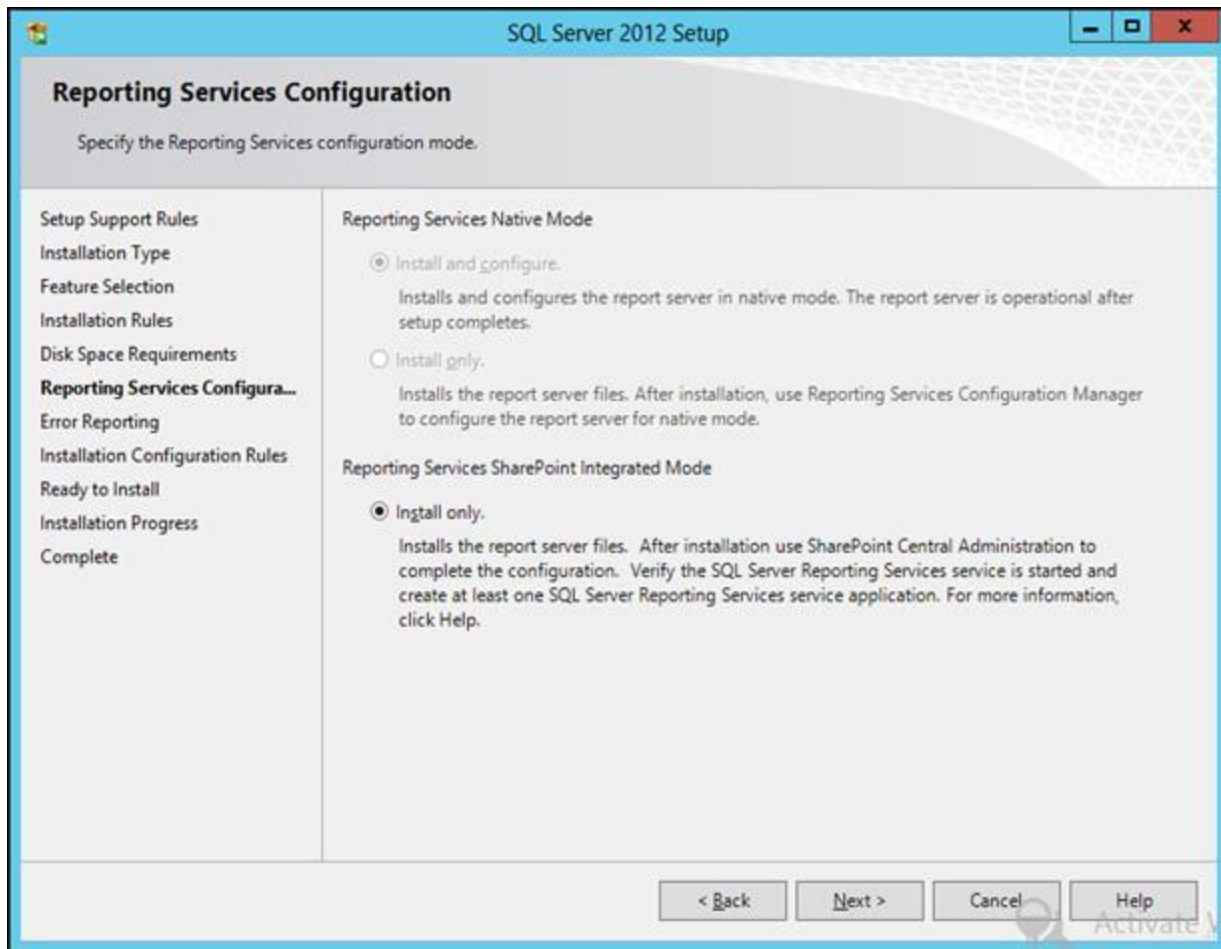 SQL Server 2012 Setup
Reporting Services Configuration
Specify the Reporting Services configuration mode.
Setup Support Rules
Installation Type
Feature Selection
Installation Rules
Disk Space Requirements
Reporting Services Configura...
Error Reporting
Installation Configuration Rules
Ready to Install
Installation Progress
Complete
Reporting Services Native Mode
Install and configure.
Installs and configures the report server in native mode. The report server is operational after
setup completes.
Install only.
Installs the report server files. After installation, use Reporting Services Configuration Manager
to configure the report server for native mode.
Reporting Services SharePoint Integrated Mode
Install only.
Installs the report server files. After installation use SharePoint Central Administration to
complete the configuration. Verify the SQL Server Reporting Services service is started and
create at least one SQL Server Reporting Services service application. For more information,
click Help.
< Back
Next >
Cancel
Help
Activate